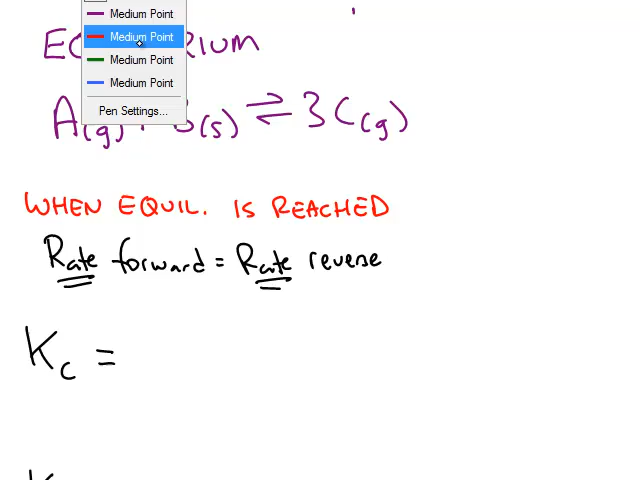 Medium Point
Medium Point
Medium Point
Medium Point
Pen Settings...
RIUM
A(g) + B(s) ⇌ 3C(g)
WHEN EQUIL. IS REACHED
Rate forward = Rate reverse
Kc =